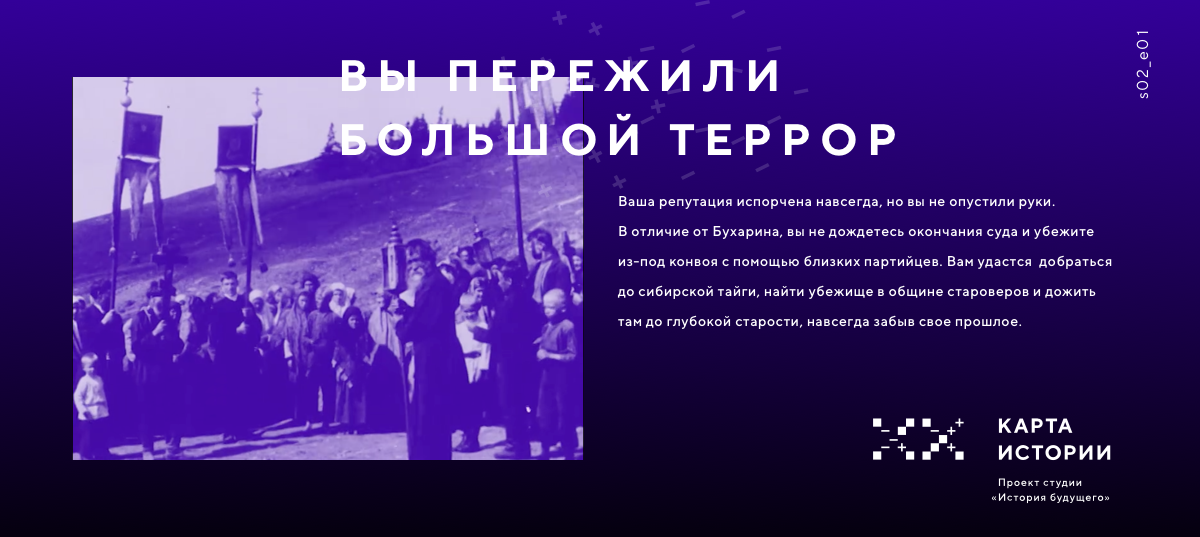 s02_e01
ВЫ ПЕРЕЖИЛИ
БОЛЬШОЙ ТЕРРОР
Ваша репутация испорчена навсегда, но вы не опустили руки.
В отличие от Бухарина, вы не дождетесь окончания суда и убежите
из-под конвоя с помощью близких партийцев. Вам удастся добраться
до сибирской тайги, найти убежище в общине староверов и дожить
там до глубокой старости, навсегда забыв свое прошлое.
КАРТА
ИСТОРИИ
Проект студии
«История будущего»